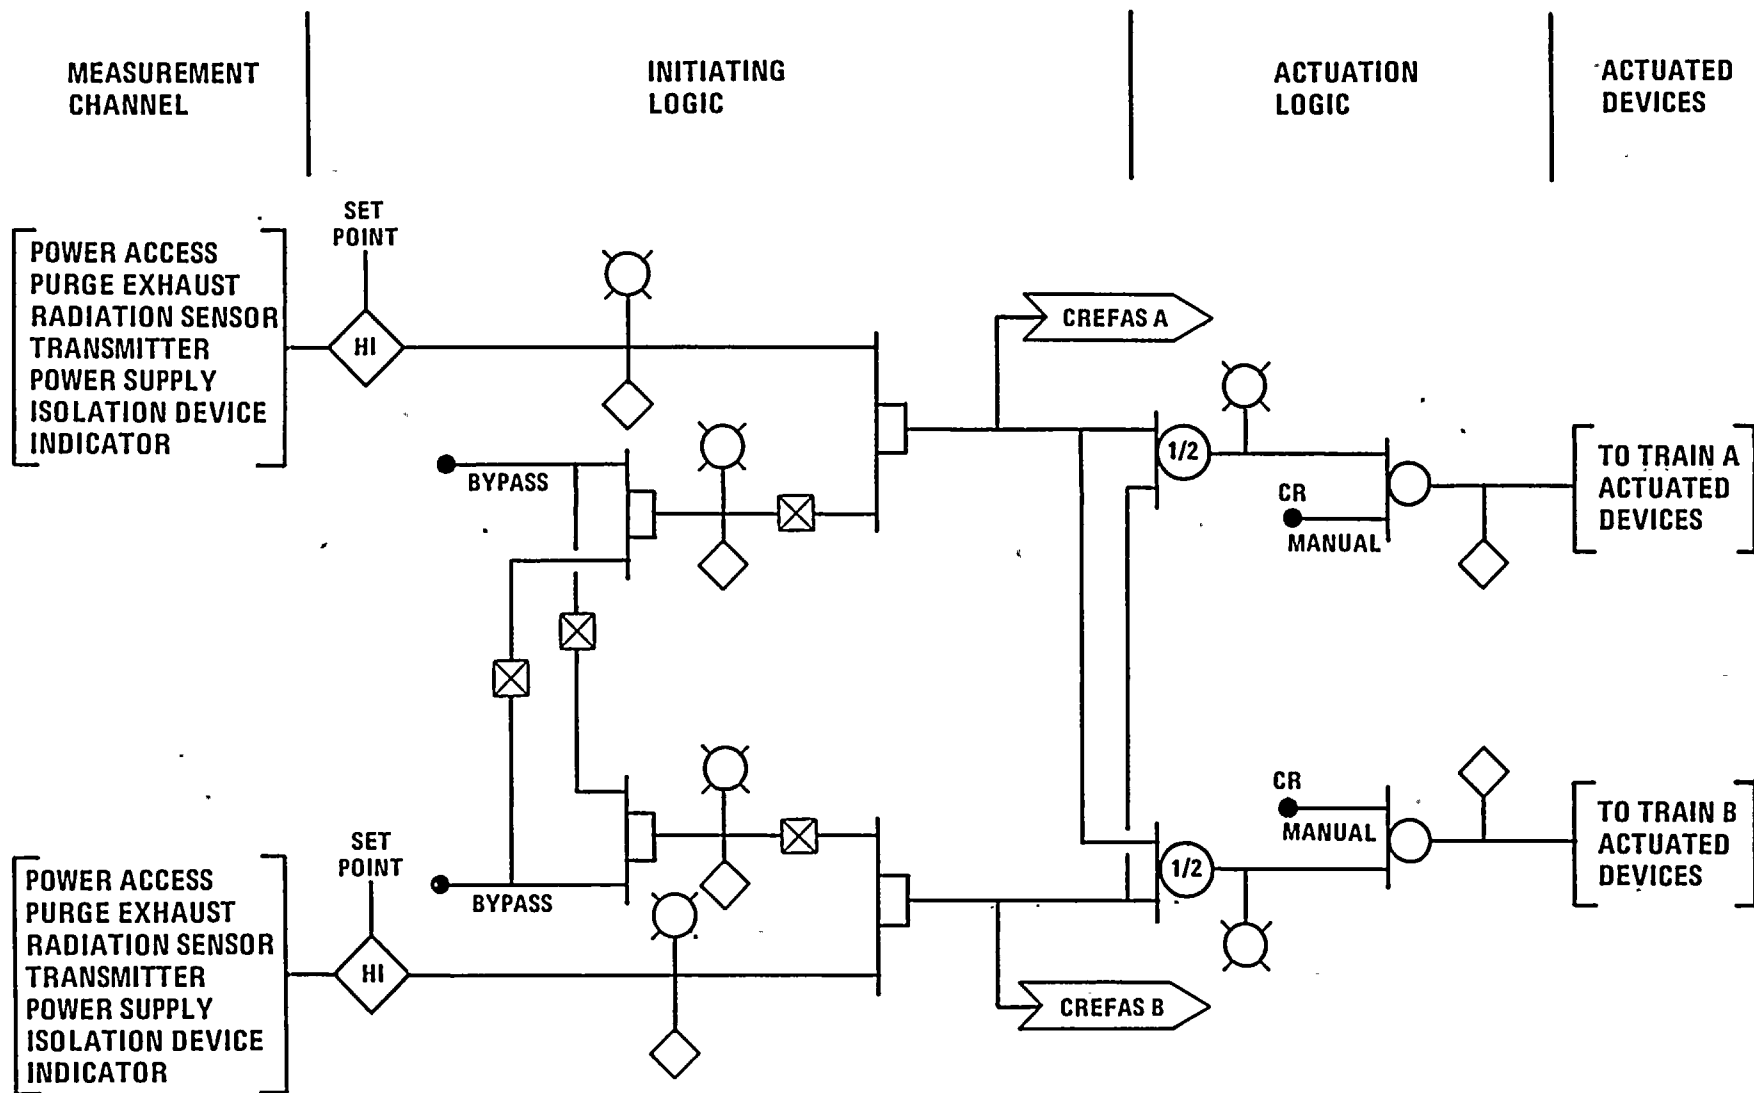 MEASUREMENT
CHANNEL
INITIATING
LOGIC
ACTUATION
LOGIC
ACTUATED
DEVICES
SET
POINT
POWER ACCESS
PURGE EXHAUST
RADIATION SENSOR
TRANSMITTER
POWER SUPPLY
ISOLATION DEVICE
INDICATOR
HI
CREFAS A
BYPASS
1/2
CR
MANUAL
TO TRAIN A
ACTUATED
DEVICES
SET
POINT
POWER ACCESS
PURGE EXHAUST
RADIATION SENSOR
TRANSMITTER
POWER SUPPLY
ISOLATION DEVICE
INDICATOR
HI
BYPASS
CREFAS B
1/2
CR
MANUAL
TO TRAIN B
ACTUATED
DEVICES